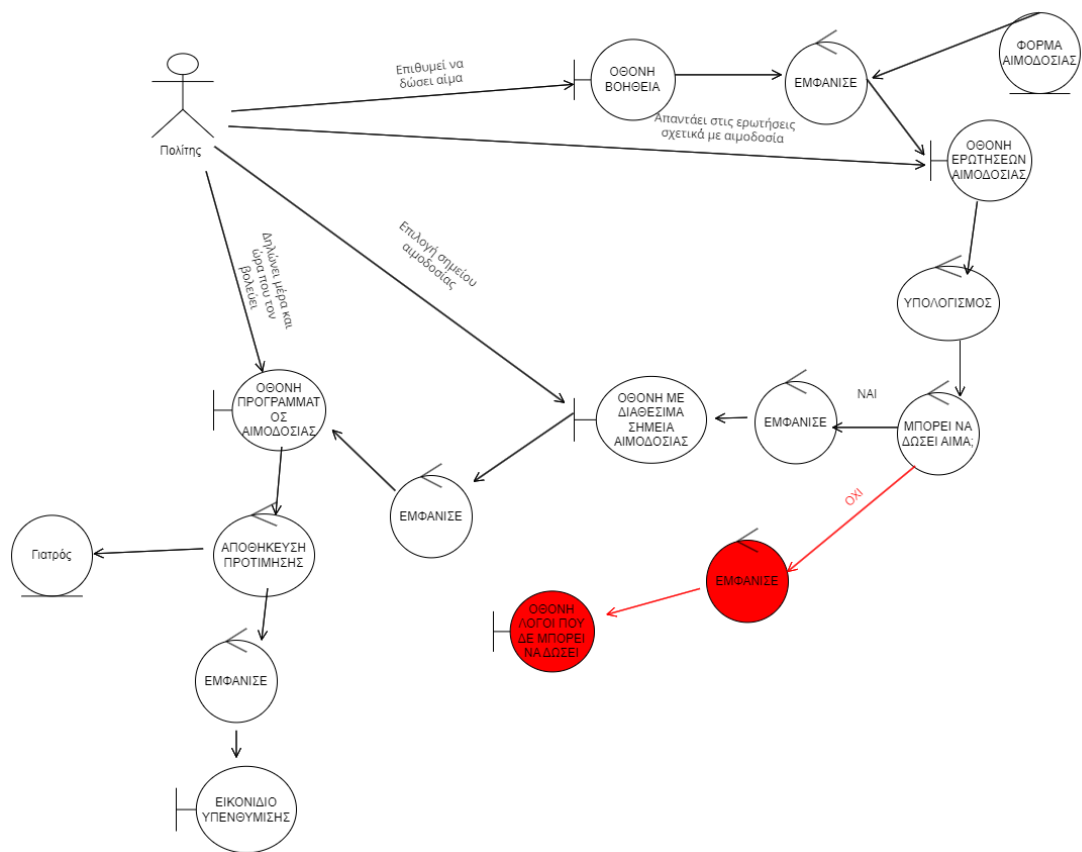 Επιθυμεί να
δώσει αίμα
ΟΘΟΝΗ
ΒΟΗΘΕΙΑ
ΕΜΦΑΝΙΣΕ
ΦΟΡΜΑ
ΑΙΜΟΔΟΣΙΑΣ
Πολίτης
Απαντάει στις ερωτήσεις
σχετικά με αιμοδοσία
ΟΘΟΝΗ
ΕΡΩΤΗΣΕΩΝ
ΑΙΜΟΔΟΣΙΑΣ
Δηλώνει μέρα και
ώρα που τον
βολεύει
Επιλογή σημείου
αιμοδοσίας
ΥΠΟΛΟΓΙΣΜΟΣ
ΟΘΟΝΗ
ΠΡΟΓΡΑΜΜΑΤ
ΟΣ
ΑΙΜΟΔΟΣΙΑΣ
ΟΘΟΝΗ ΜΕ
ΔΙΑΘΕΣΙΜΑ
ΣΗΜΕΙΑ
ΑΙΜΟΔΟΣΙΑΣ
ΕΜΦΑΝΙΣΕ
ΝΑΙ
ΜΠΟΡΕΙ ΝΑ
ΔΩΣΕΙ ΑΙΜΑ;
ΕΜΦΑΝΙΣΕ
ΟΧΙ
Γιατρός
ΑΠΟΘΗΚΕΥΣΗ
ΠΡΟΤΙΜΗΣΗΣ
ΕΜΦΑΝΙΣΕ
ΟΘΟΝΗ
ΛΟΓΟΙ ΠΟΥ
ΔΕ ΜΠΟΡΕΙ
ΝΑ ΔΩΣΕΙ
ΕΜΦΑΝΙΣΕ
ΕΙΚΟΝΙΔΙΟ
ΥΠΕΝΘΥΜΙΣΗΣ